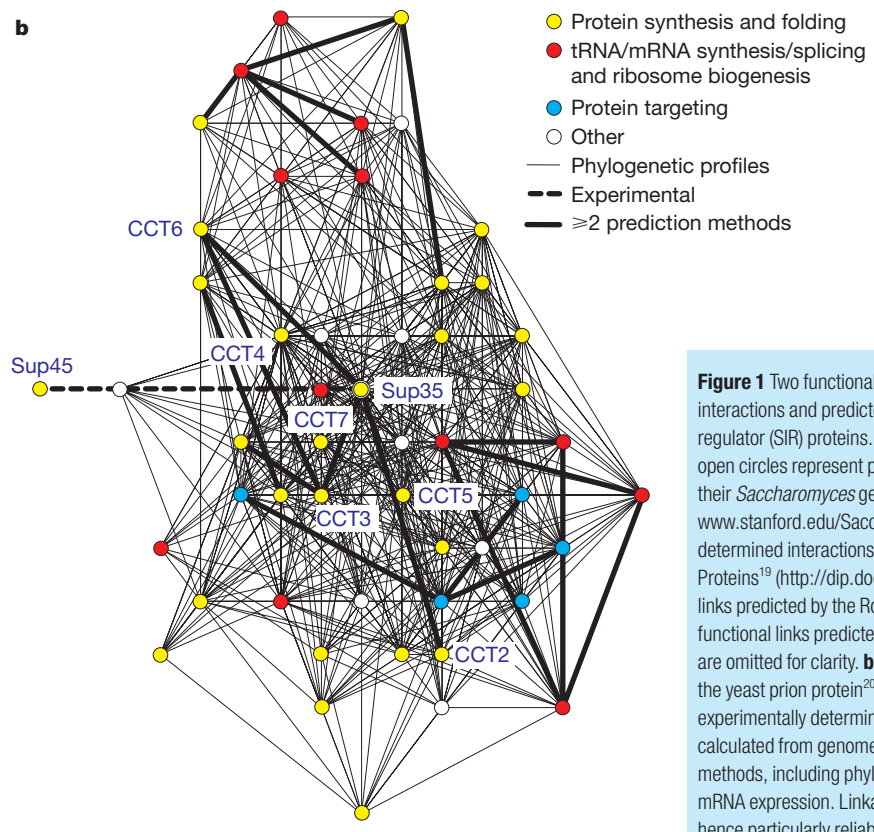 b
Protein synthesis and folding
tRNA/mRNA synthesis/splicing
and ribosome biogenesis
Protein targeting
Other
Phylogenetic profiles
Experimental
≥2 prediction methods
CCT6
CCT4
Sup45
Sup35
CCT7
CCT5
CCT3
CCT2
Figure 1 Two functional
interactions and predicte
regulator (SIR) proteins.
open circles represent p
their Saccharomyces ge
www.stanford.edu/Sacc
determined interactions
Proteins19 (http://dip.doe
links predicted by the Ro
functional links predicte
are omitted for clarity. b
the yeast prion protein20
experimentally determin
calculated from genome
methods, including phyl
mRNA expression. Linka
hence particularly reliab